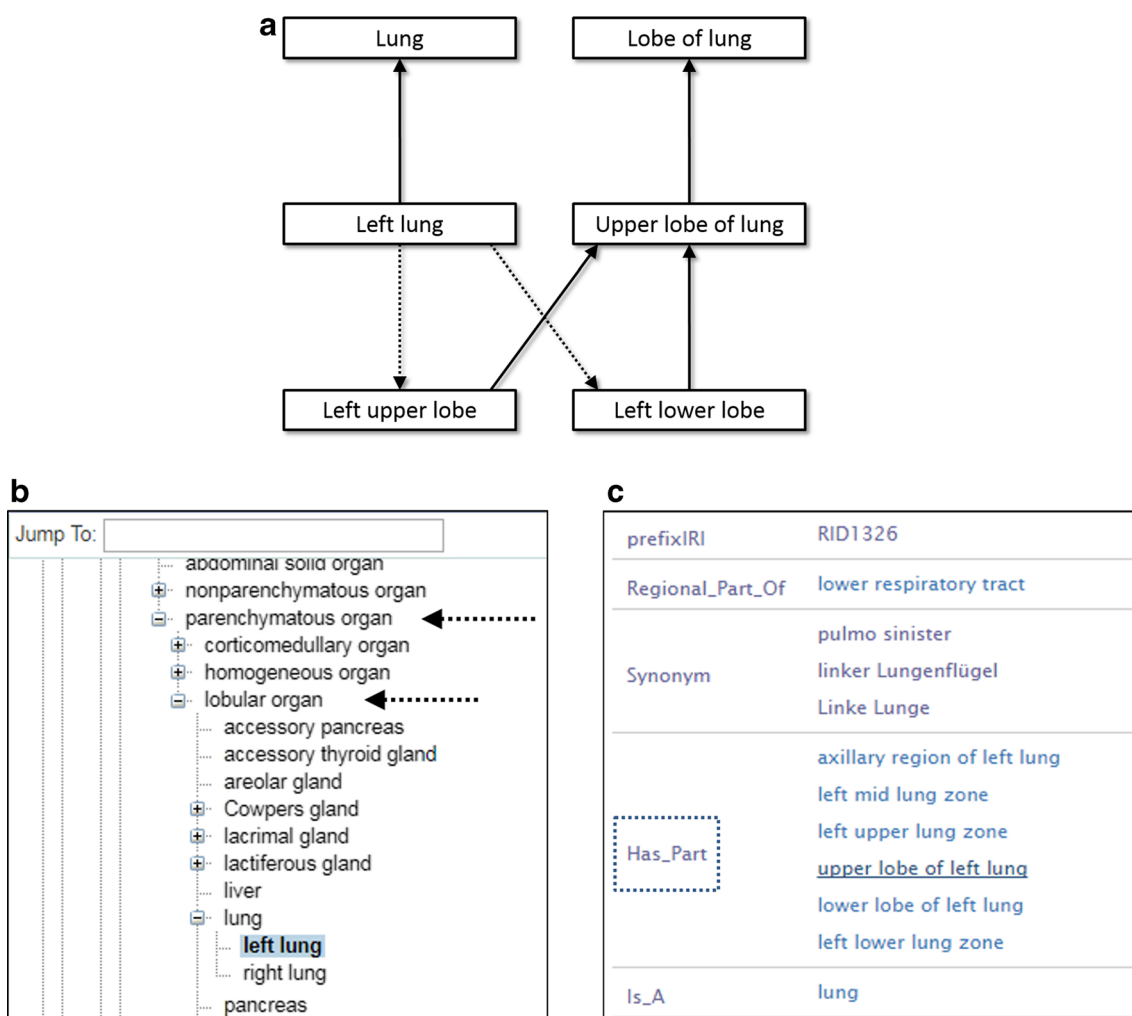 a
Lung
Lobe of lung
Left lung
Upper lobe of lung
Left upper lobe
Left lower lobe
b
Jump To:
abdominal solid organ
nonparenchymatous organ
parenchymatous organ
corticomedullary organ
homogeneous organ
lobular organ
accessory pancreas
accessory thyroid gland
areolar gland
Cowpers gland
lacrimal gland
lactiferous gland
liver
lung
left lung
right lung
pancreas
c
prefixIRI
RID1326
Regional_Part_Of
lower respiratory tract
Synonym
pulmo sinister
linker Lungenflügel
Linke Lunge
Has_Part
axillary region of left lung
left mid lung zone
left upper lung zone
upper lobe of left lung
lower lobe of left lung
left lower lung zone
Is_A
lung